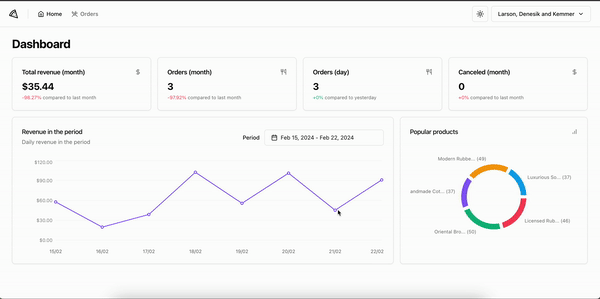 Home Orders
Larson, Denesik and Kemmer
Dashboard
Total revenue (month)
$
$35.44
-98.27% compared to last month
Orders (month)
3
-97.92% compared to last month
Orders (day)
3
+0% compared to yesterday
Canceled (month)
$
0
+0% compared to last month
Revenue in the period
Daily revenue in the period
Period
Feb 15, 2024 - Feb 22, 2024
$120.00
$90.00
$60.00
$30.00
$0.00
15/02 16/02 17/02 18/02 19/02 20/02 21/02 22/02
Popular products
Modern Rubbe... (49)
Luxurious So... (37)
andmade Cot... (37)
Licensed Rub... (46)
Oriental Bro... (50)